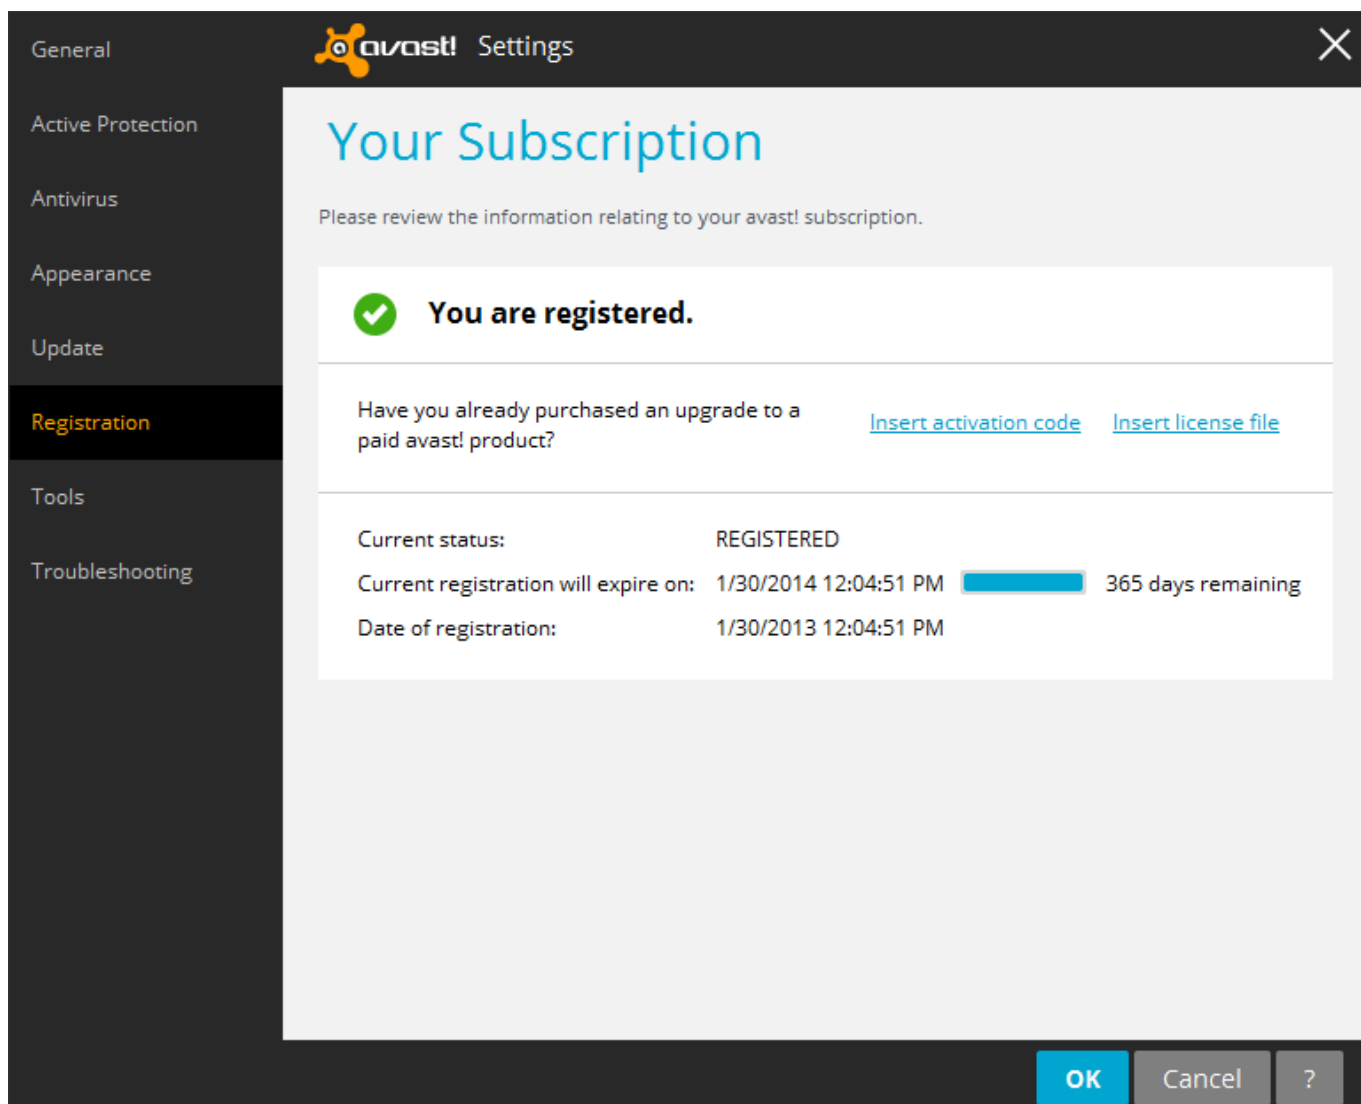 General
Active Protection
Antivirus
Appearance
Update
Registration
Tools
Troubleshooting
avast! Settings
Your Subscription
Please review the information relating to your avast! subscription.
You are registered.
Have you already purchased an upgrade to a
paid avast! product?
Insert activation code Insert license file
Current status: REGISTERED
Current registration will expire on: 1/30/2014 12:04:51 PM 365 days remaining
Date of registration: 1/30/2013 12:04:51 PM
OK Cancel ?